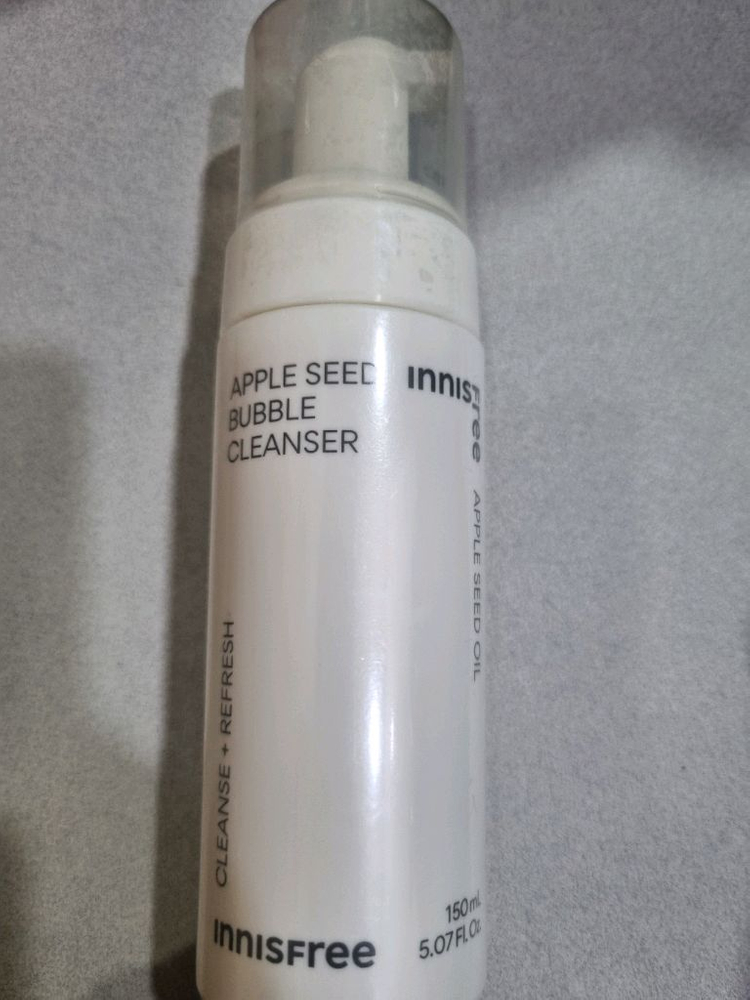 APPLE SEED
BUBBLE
CLEANSER
INNISFree
APPLE SEED OIL
CLEANSE + REFRESH
INNISFree
150mL
5.07 Fl. Oz.